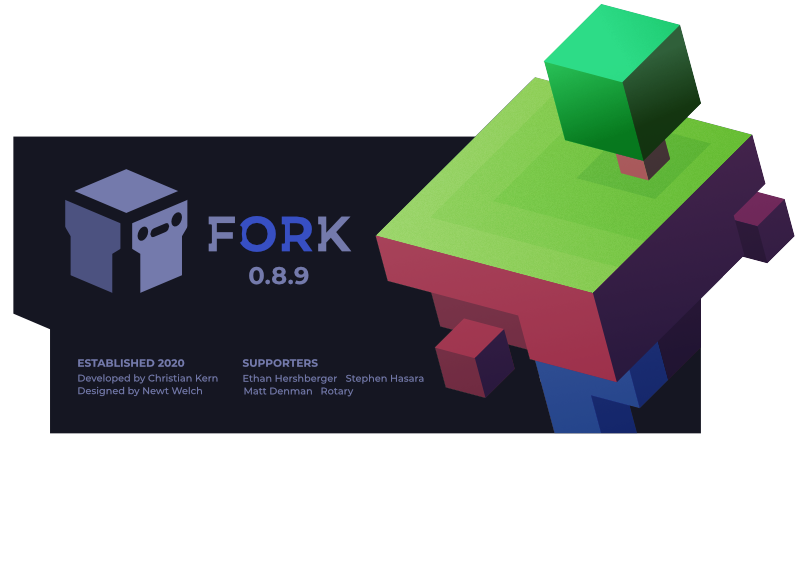 FORK
0.8.9
ESTABLISHED 2020
Developed by Christian Kern
Designed by Newt Welch
SUPPORTERS
Ethan Hershberger Stephen Hasara
Matt Denman Rotary